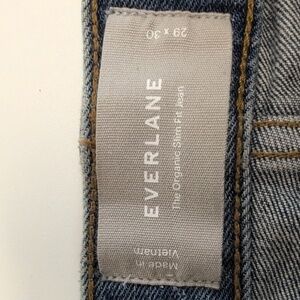 29 x 30
EVERLANE
The Organic Slim Fit Jean
Made in
Vietnam